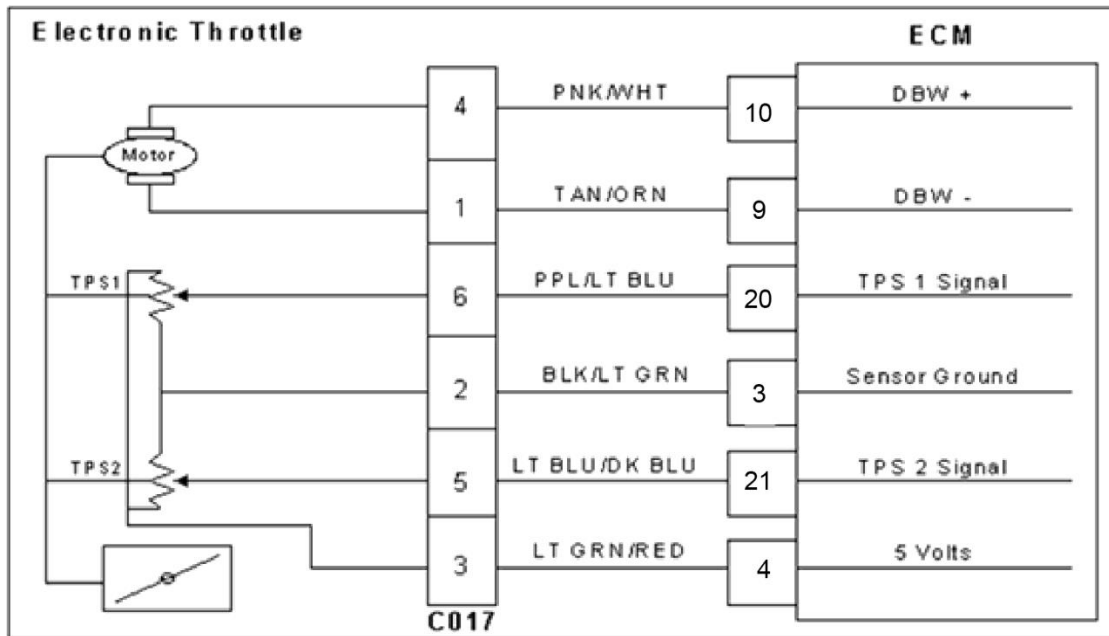 Electronic Throttle
ECM
4 PNK/WHT 10 DBW +
Motor
1 TAN/ORN 9 DBW -
TPS1 6 PPL/LT BLU 20 TPS 1 Signal
2 BLK/LT GRN 3 Sensor Ground
TPS2 5 LT BLU/DK BLU 21 TPS 2 Signal
3 LT GRN/RED 4 5 Volts
C017